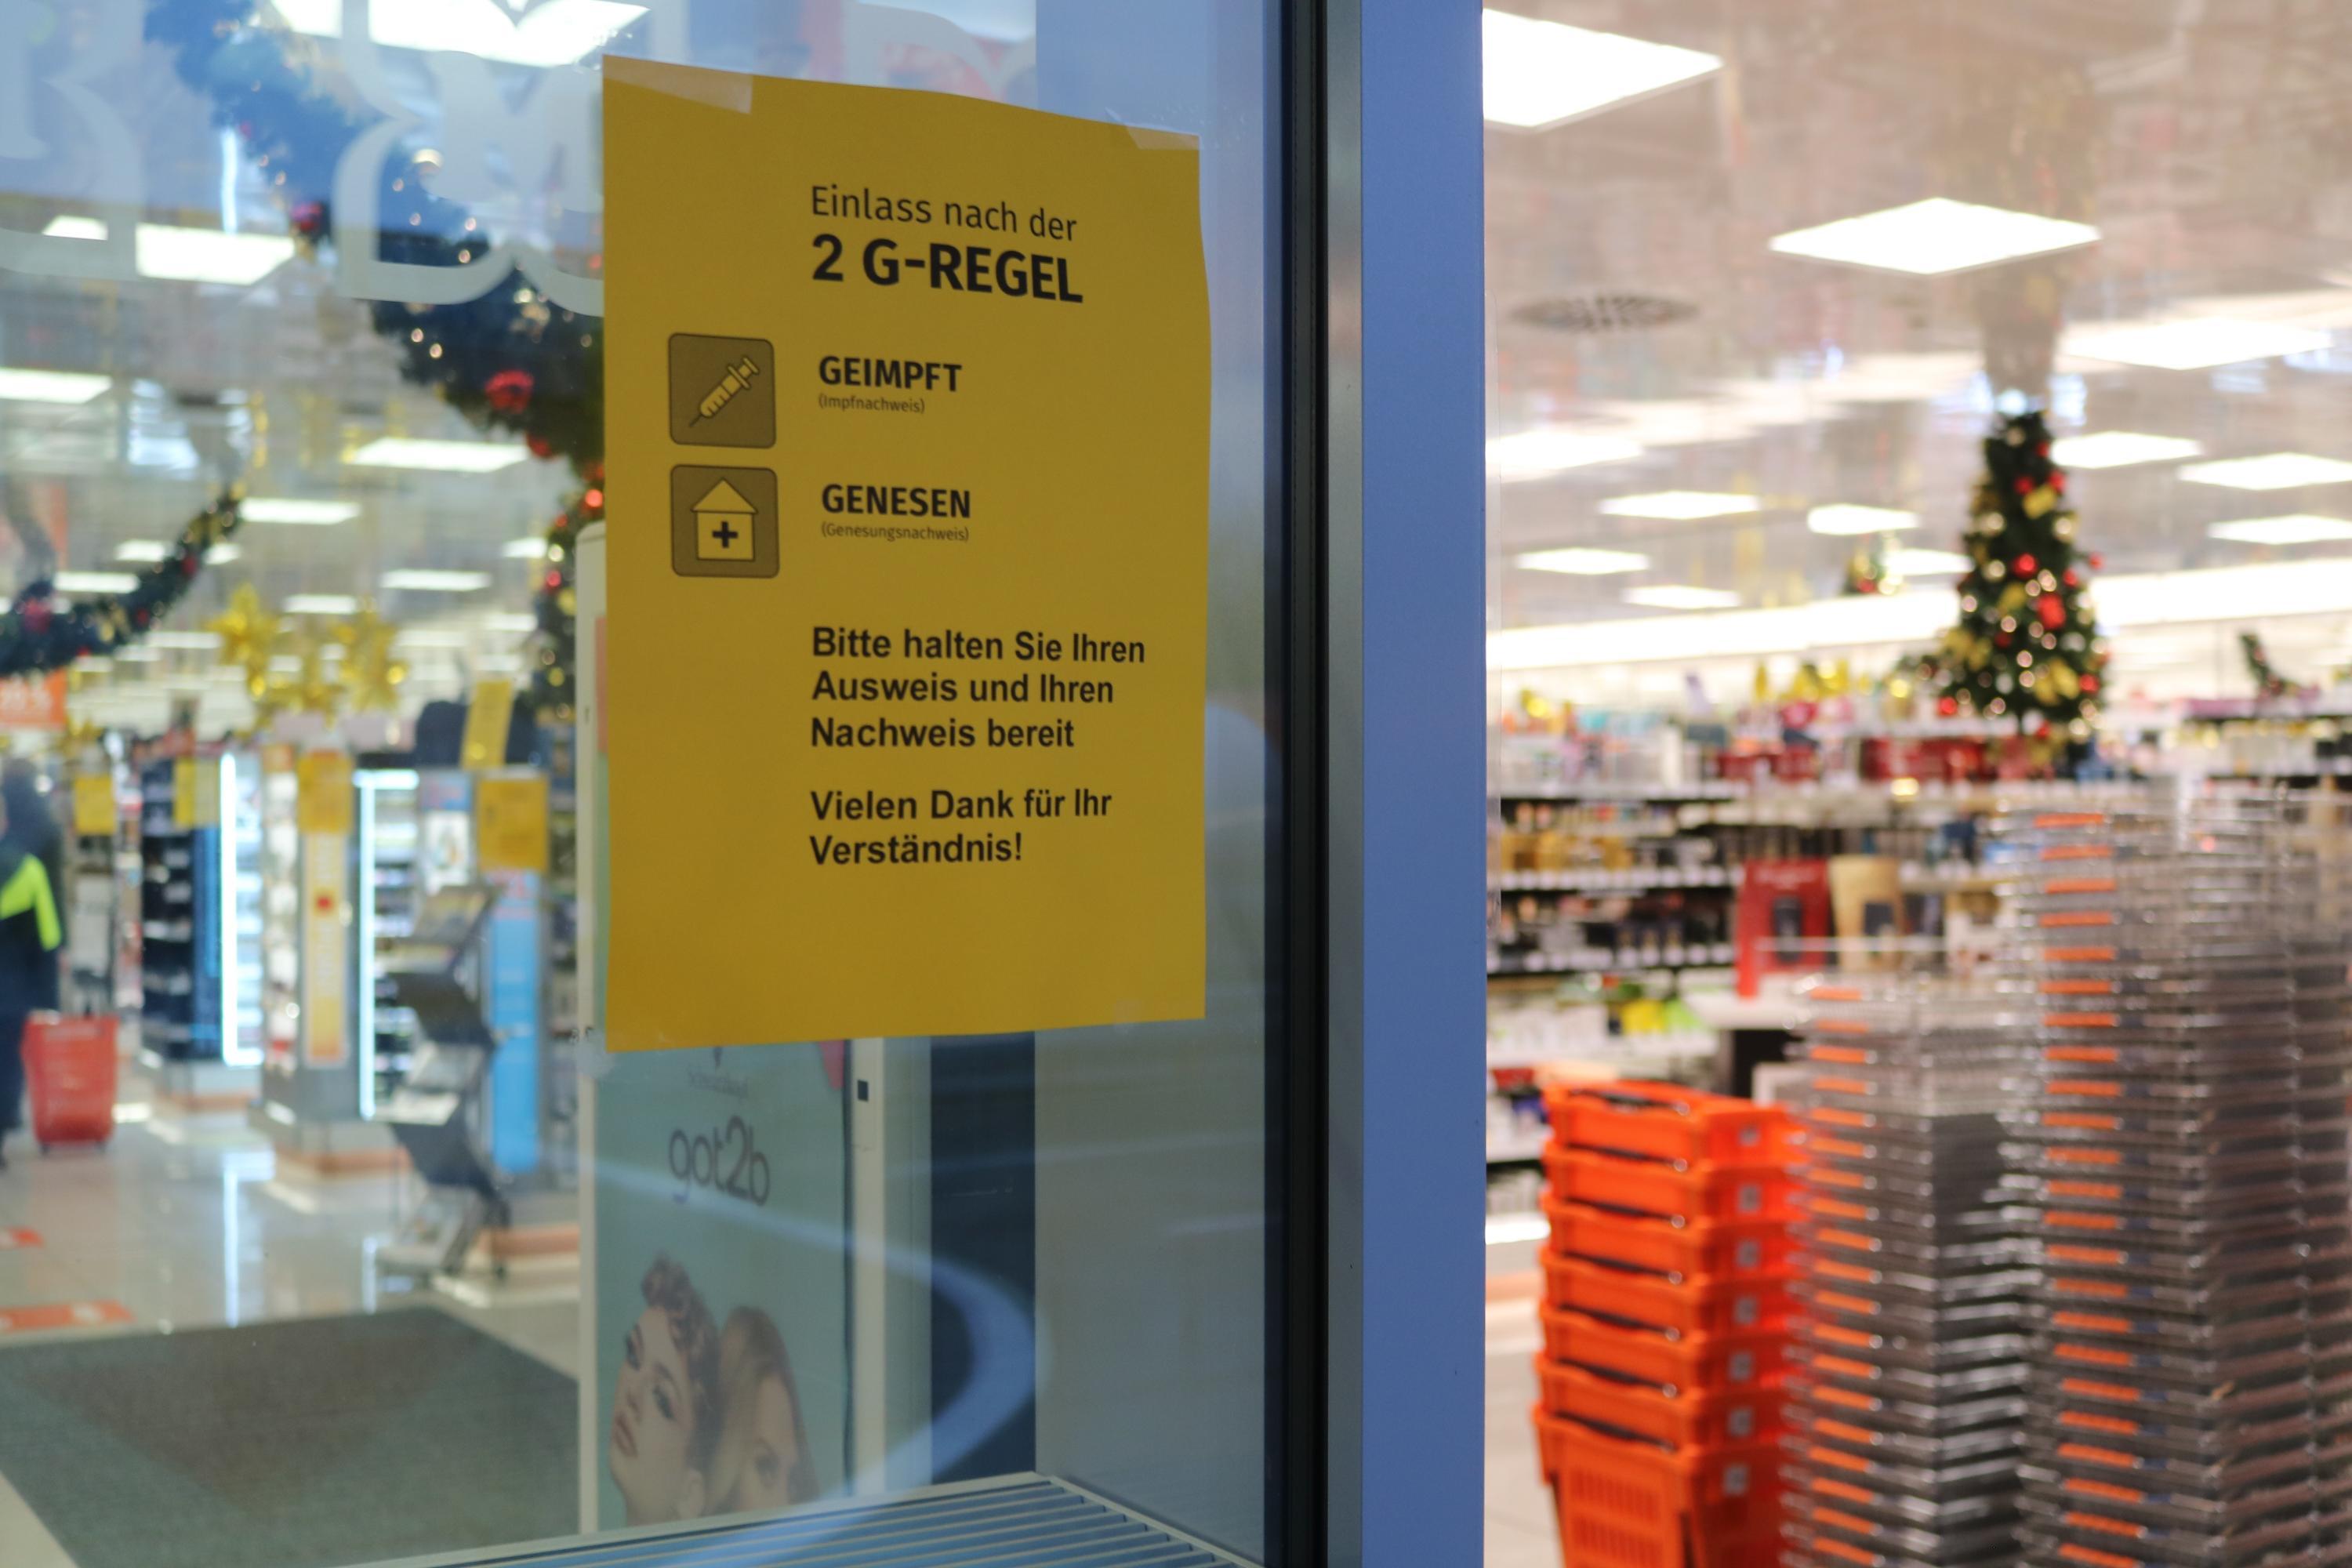 Einlass nach der
2 G-REGEL
GEIMPFT
(Impfnachweis)
GENESEN
(Genesungsnachweis)
Bitte halten Sie Ihren
Ausweis und Ihren
Nachweis bereit
Vielen Dank für Ihr
Verständnis!
got2b